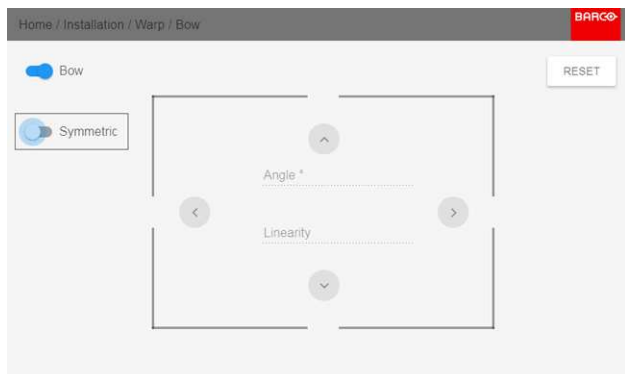 Home / Installation / Warp / Bow
BARCO
Bow
RESET
Symmetric
Angle *
Linearity